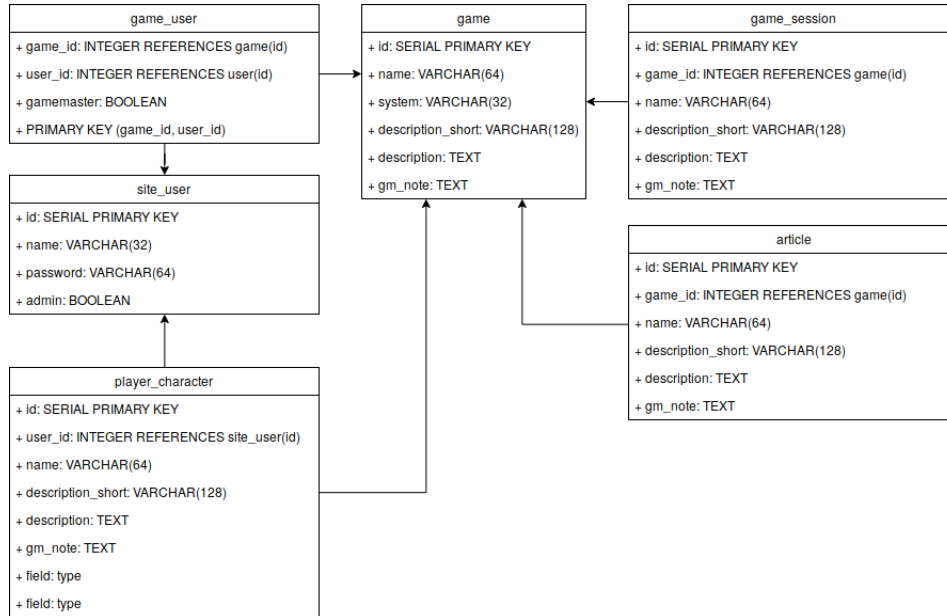 game_user
+ game_id: INTEGER REFERENCES game(id)
+ user_id: INTEGER REFERENCES user(id)
+ gamemaster: BOOLEAN
+ PRIMARY KEY (game_id, user_id)
site_user
+ id: SERIAL PRIMARY KEY
+ name: VARCHAR(32)
+ password: VARCHAR(64)
+ admin: BOOLEAN
player_character
+ id: SERIAL PRIMARY KEY
+ user_id: INTEGER REFERENCES site_user(id)
+ name: VARCHAR(64)
+ description_short: VARCHAR(128)
+ description: TEXT
+ gm_note: TEXT
+ field: type
+ field: type
game
+ id: SERIAL PRIMARY KEY
+ name: VARCHAR(64)
+ system: VARCHAR(32)
+ description_short: VARCHAR(128)
+ description: TEXT
+ gm_note: TEXT
game_session
+ id: SERIAL PRIMARY KEY
+ game_id: INTEGER REFERENCES game(id)
+ name: VARCHAR(64)
+ description_short: VARCHAR(128)
+ description: TEXT
+ gm_note: TEXT
article
+ id: SERIAL PRIMARY KEY
+ game_id: INTEGER REFERENCES game(id)
+ name: VARCHAR(64)
+ description_short: VARCHAR(128)
+ description: TEXT
+ gm_note: TEXT